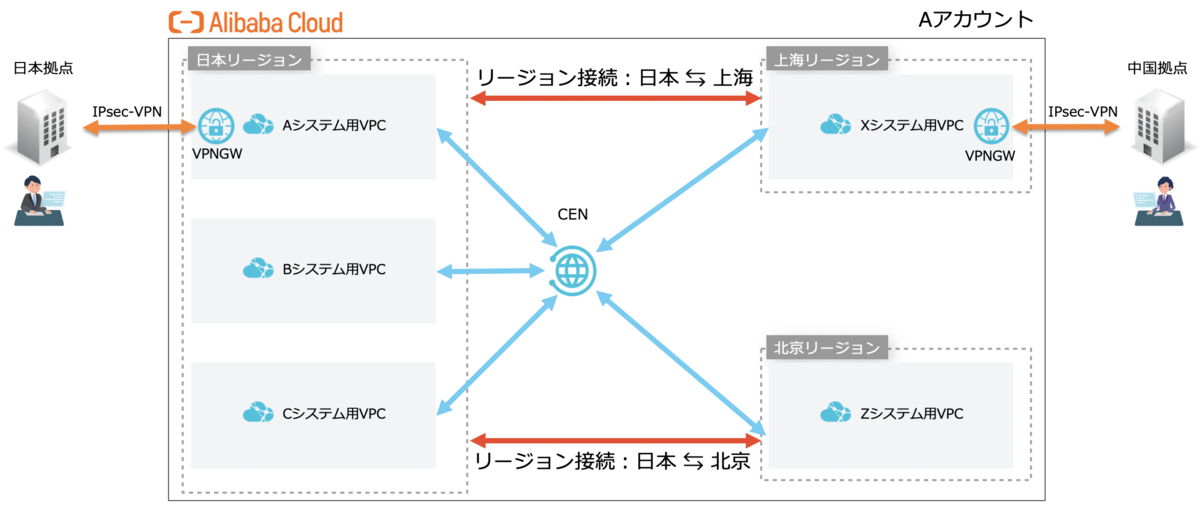 Alibaba Cloud
Aアカウント
日本拠点
IPsec-VPN
日本リージョン
VPNGW
Aシステム用VPC
Bシステム用VPC
Cシステム用VPC
リージョン接続：日本 ⇆ 上海
CEN
リージョン接続：日本 ⇆ 北京
上海リージョン
Xシステム用VPC
VPNGW
北京リージョン
Zシステム用VPC
中国拠点
IPsec-VPN